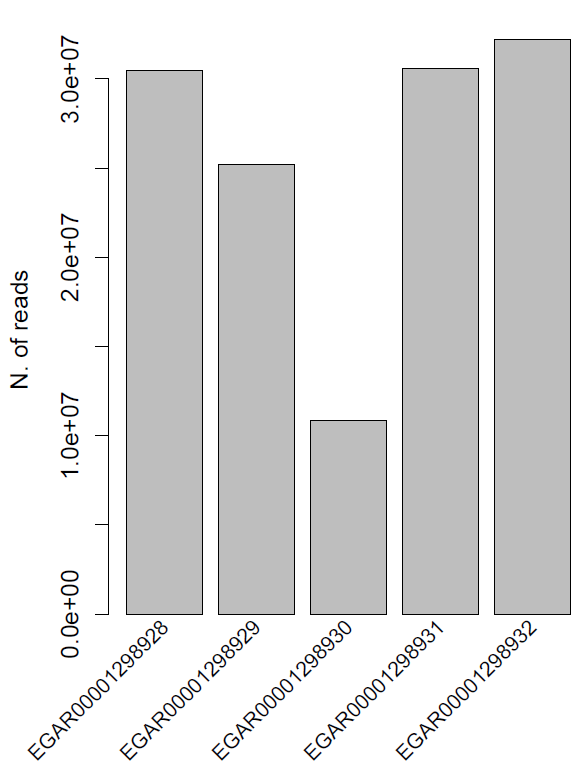 N. of reads
3.0e+07
2.0e+07
1.0e+07
0.0e+00
EGAR00001298928
EGAR00001298929
EGAR00001298930
EGAR00001298931
EGAR00001298932